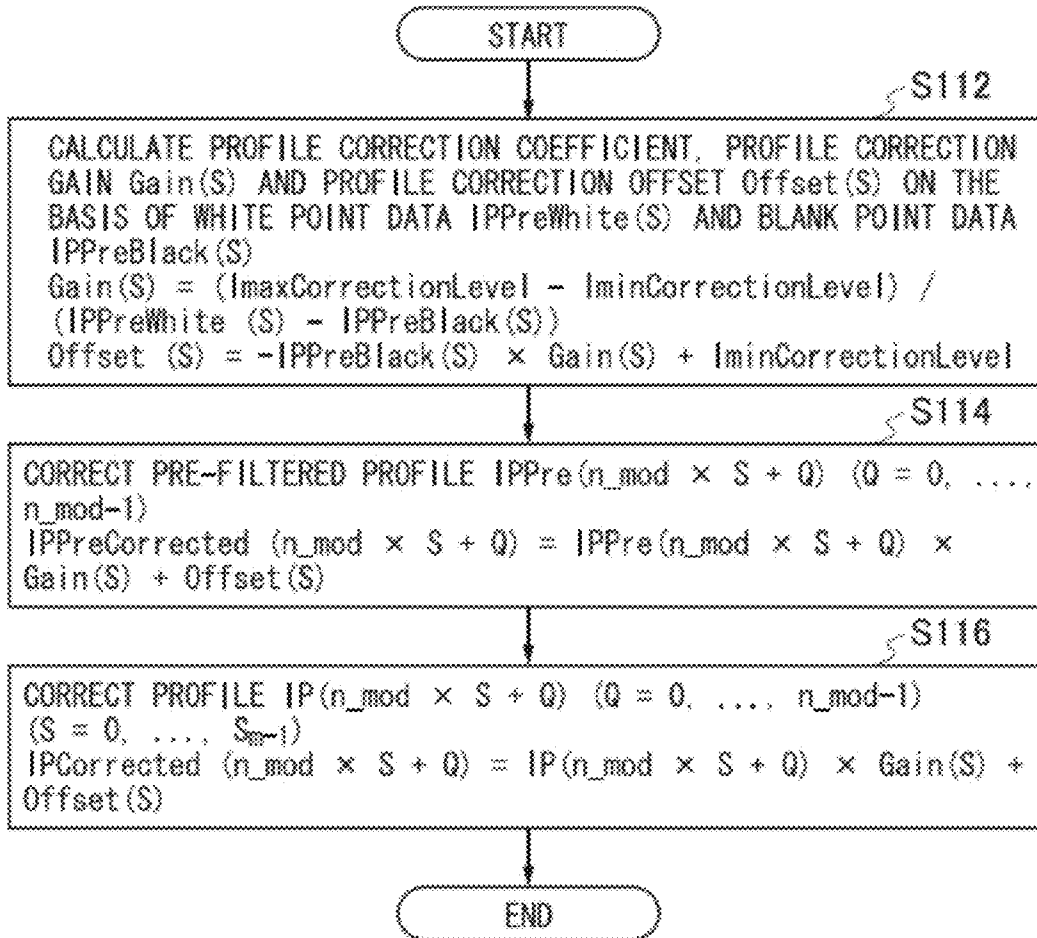 START
S112
CALCULATE PROFILE CORRECTION COEFFICIENT, PROFILE CORRECTION
GAIN Gain(S) AND PROFILE CORRECTION OFFSET Offset(S) ON THE
BASIS OF WHITE POINT DATA IPPreWhite(S) AND BLANK POINT DATA
IPPreBlack(S)
Gain(S) = (ImaxCorrectionLevel - IminCorrectionLevel) /
(IPPreWhite (S) - IPPreBlack(S))
Offset (S) = -IPPreBlack(S) × Gain(S) + IminCorrectionLevel
S114
CORRECT PRE-FILTERED PROFILE IPPre(n_mod × S + Q) (Q = 0, ....,
n_mod-1)
IPPreCorrected (n_mod × S + Q) = IPPre(n_mod × S + Q) ×
Gain(S) + Offset(S)
S116
CORRECT PROFILE IP(n_mod × S + Q) (Q = 0, ...., n_mod-1)
(S = 0, ...., Sm-1)
IPCorrected (n_mod × S + Q) = IP(n_mod × S + Q) × Gain(S) +
Offset(S)
END